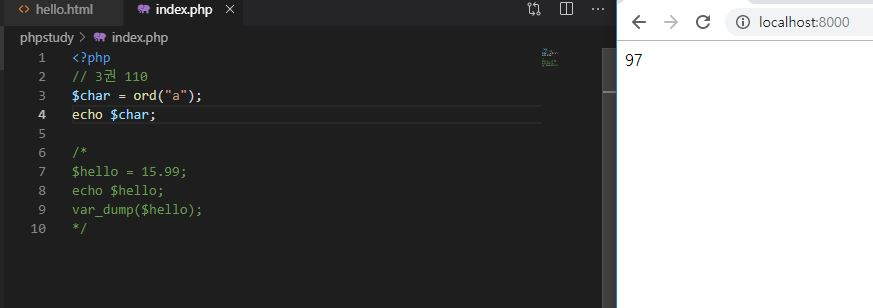 hello.html
index.php
phpstudy > index.php
1 <?php
2 // 3권 110
3 $char = ord("a");
4 echo $char;
5
6 /*
7 $hello = 15.99;
8 echo $hello;
9 var_dump($hello);
10 */
localhost:8000
97